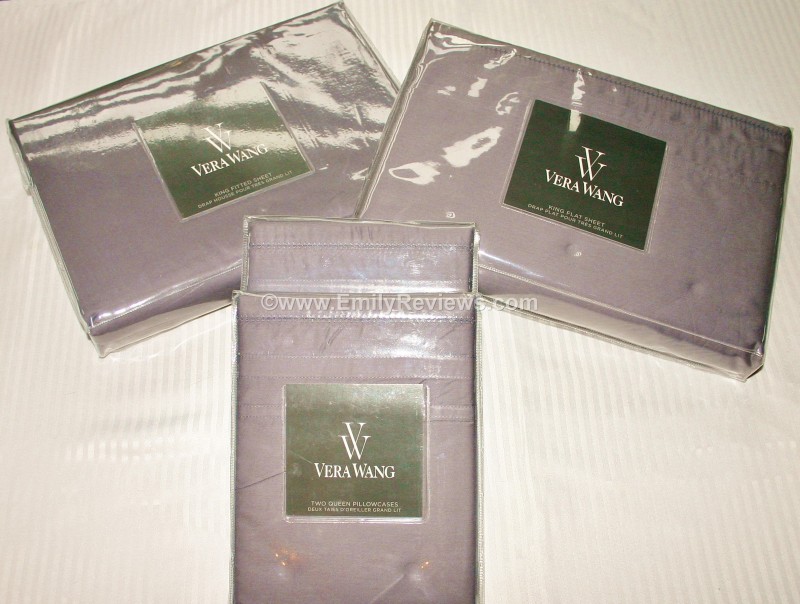 VW
VERA WANG
KING FITTED SHEET
DRAP HOUSSE POUR TRES GRAND LIT
VW
VERA WANG
KING FLAT SHEET
DRAP PLAT POUR TRES GRAND LIT
©www.EmilyReviews.com
VW
VERA WANG
TWO QUEEN PILLOWCASES
DEUX TAIES D'OREILLER GRAND LIT